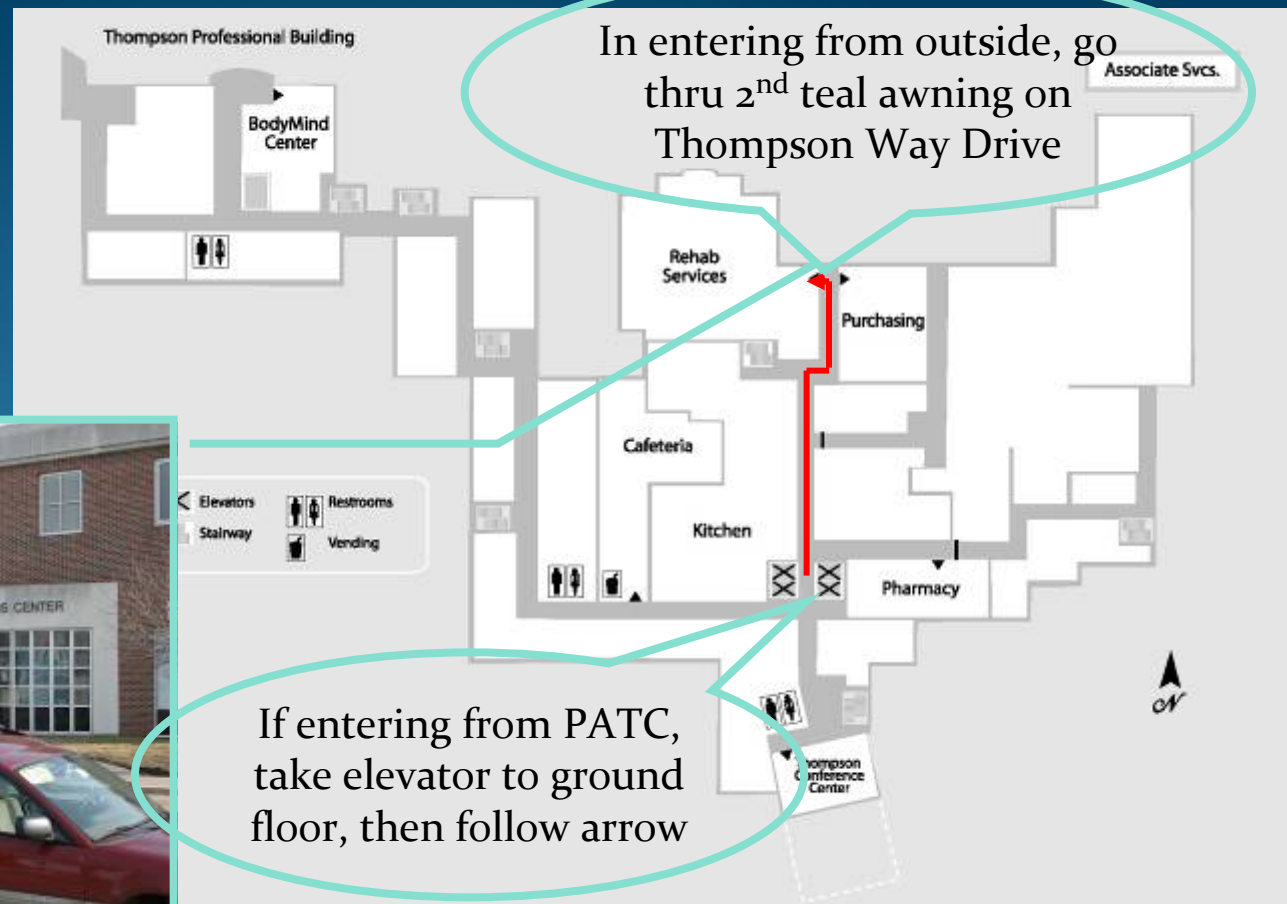 Thompson Professional Building
In entering from outside, go
thru 2nd teal awning on
Thompson Way Drive
Associate Svcs.
BodyMind
Center
Rehab
Services
Purchasing
Cafeteria
Elevators
Restrooms
Stairway
Vending
Kitchen
Pharmacy
S CENTER
If entering from PATC,
take elevator to ground
floor, then follow arrow
Thompson
Conference
Center
N